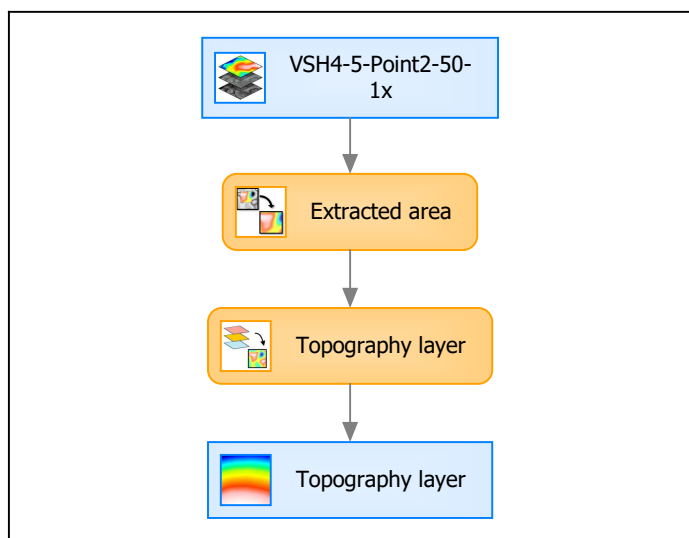 VSH4-5-Point2-50-
1x
Extracted area
Topography layer
Topography layer